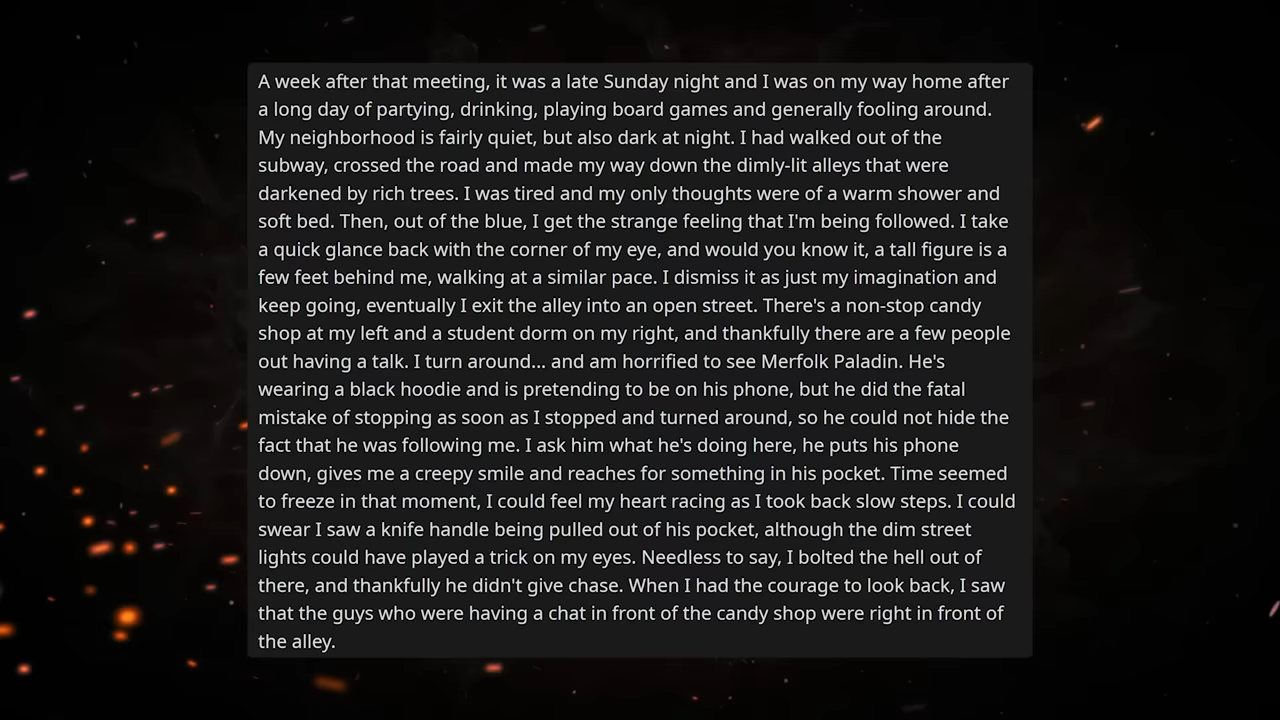 A week after that meeting, it was a late Sunday night and I was on my way home after
a long day of partying, drinking, playing board games and generally fooling around.
My neighborhood is fairly quiet, but also dark at night. I had walked out of the
subway, crossed the road and made my way down the dimly-lit alleys that were
darkened by rich trees. I was tired and my only thoughts were of a warm shower and
soft bed. Then, out of the blue, I get the strange feeling that I'm being followed. I take
a quick glance back with the corner of my eye, and would you know it, a tall figure is a
few feet behind me, walking at a similar pace. I dismiss it as just my imagination and
keep going, eventually I exit the alley into an open street. There's a non-stop candy
shop at my left and a student dorm on my right, and thankfully there are a few people
out having a talk. I turn around... and am horrified to see Merfolk Paladin. He's
wearing a black hoodie and is pretending to be on his phone, but he did the fatal
mistake of stopping as soon as I stopped and turned around, so he could not hide the
fact that he was following me. I ask him what he's doing here, he puts his phone
down, gives me a creepy smile and reaches for something in his pocket. Time seemed
to freeze in that moment, I could feel my heart racing as I took back slow steps. I could
swear I saw a knife handle being pulled out of his pocket, although the dim street
lights could have played a trick on my eyes. Needless to say, I bolted the hell out of
there, and thankfully he didn't give chase. When I had the courage to look back, I saw
that the guys who were having a chat in front of the candy shop were right in front of
the alley.